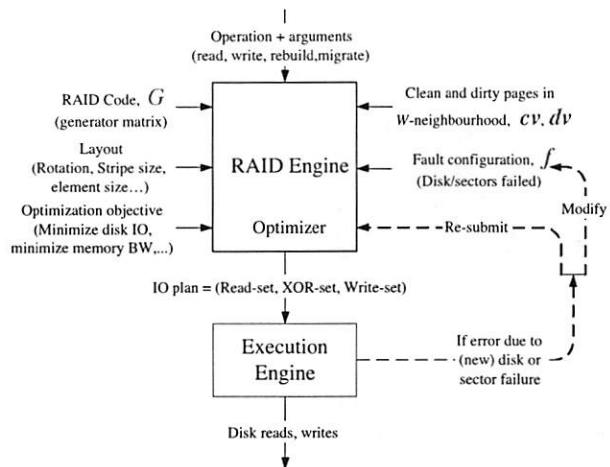 Operation + arguments
(read, write, rebuild,migrate)
RAID Code, G
(generator matrix)
Clean and dirty pages in
W-neighbourhood, cv, dv
Layout
(Rotation, Stripe size,
element size...)
RAID Engine
Fault configuration, f
(Disk/sectors failed)
Optimization objective
(Minimize disk IO,
minimize memory BW,...)
Optimizer
Re-submit
Modify
IO plan = (Read-set, XOR-set, Write-set)
Execution
Engine
If error due to
(new) disk or
sector failure
Disk reads, writes